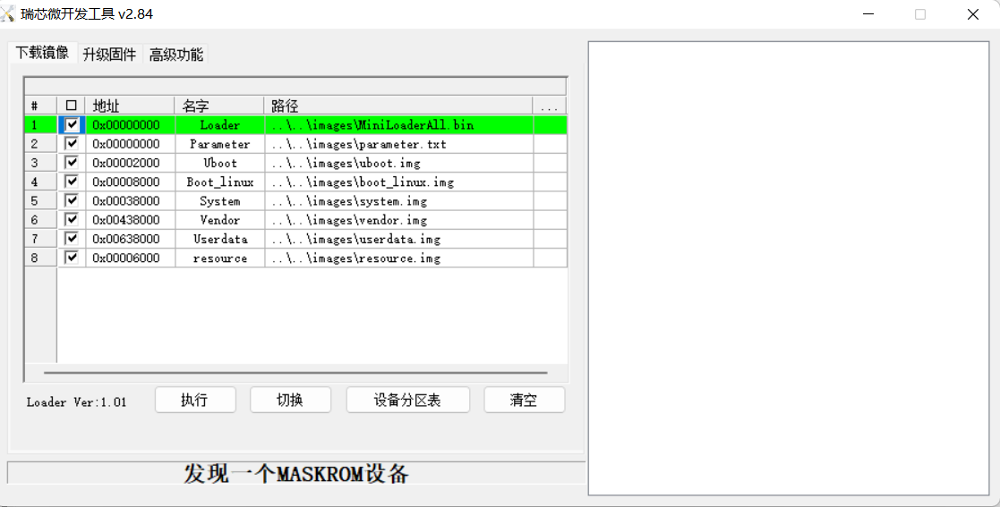 瑞芯微开发工具 v2.84
下载镜像 升级固件 高级功能
# 地址 名字 路径 ...
1 0x00000000 Loader ..\..\images\MiniLoaderAll.bin
2 0x00000000 Parameter ..\..\images\parameter.txt
3 0x00002000 Uboot ..\..\images\uboot.img
4 0x00008000 Boot_linux ..\..\images\boot_linux.img
5 0x00038000 System ..\..\images\system.img
6 0x00438000 Vendor ..\..\images\vendor.img
7 0x00638000 Userdata ..\..\images\userdata.img
8 0x00006000 resource ..\..\images\resource.img
Loader Ver:1.01 执行 切换 设备分区表 清空
发现一个MASKROM设备